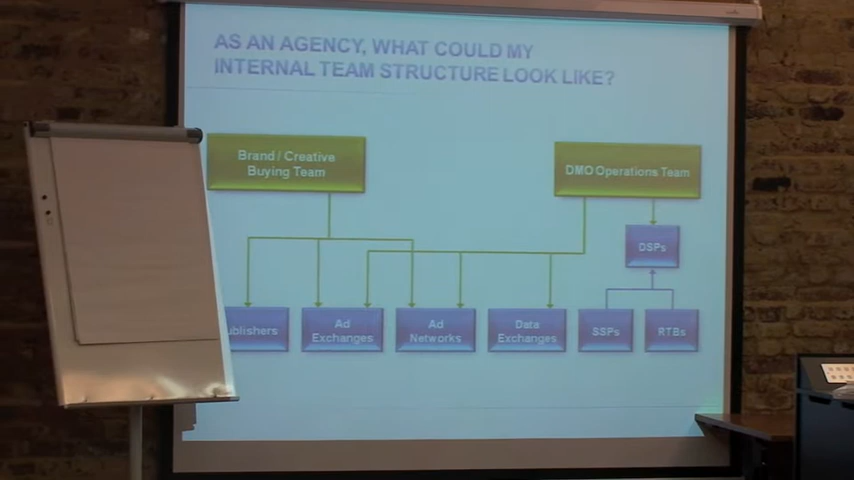 AS AN AGENCY, WHAT COULD MY
INTERNAL TEAM STRUCTURE LOOK LIKE?
Brand / Creative
Buying Team
DMO Operations Team
DSPs
ublishers
Ad
Exchanges
Ad
Networks
Data
Exchanges
SSPs
RTBs